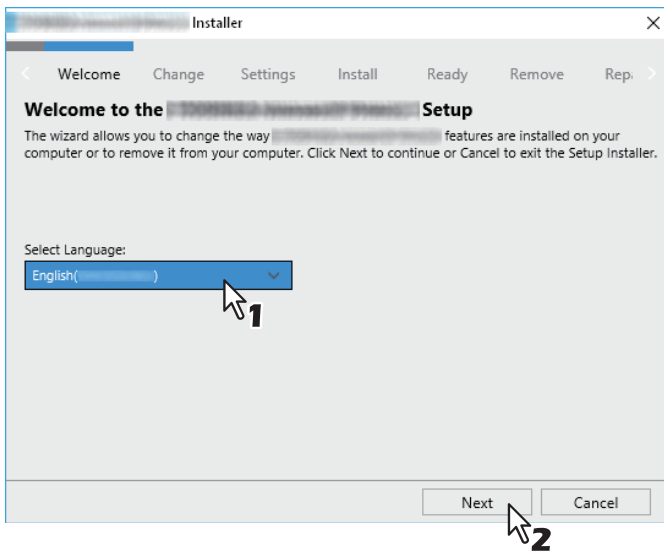 Installer
Welcome Change Settings Install Ready Remove Rep
Welcome to the Setup
The wizard allows you to change the way features are installed on your
computer or to remove it from your computer. Click Next to continue or Cancel to exit the Setup Installer.
Select Language:
English( )
1
Next Cancel
2